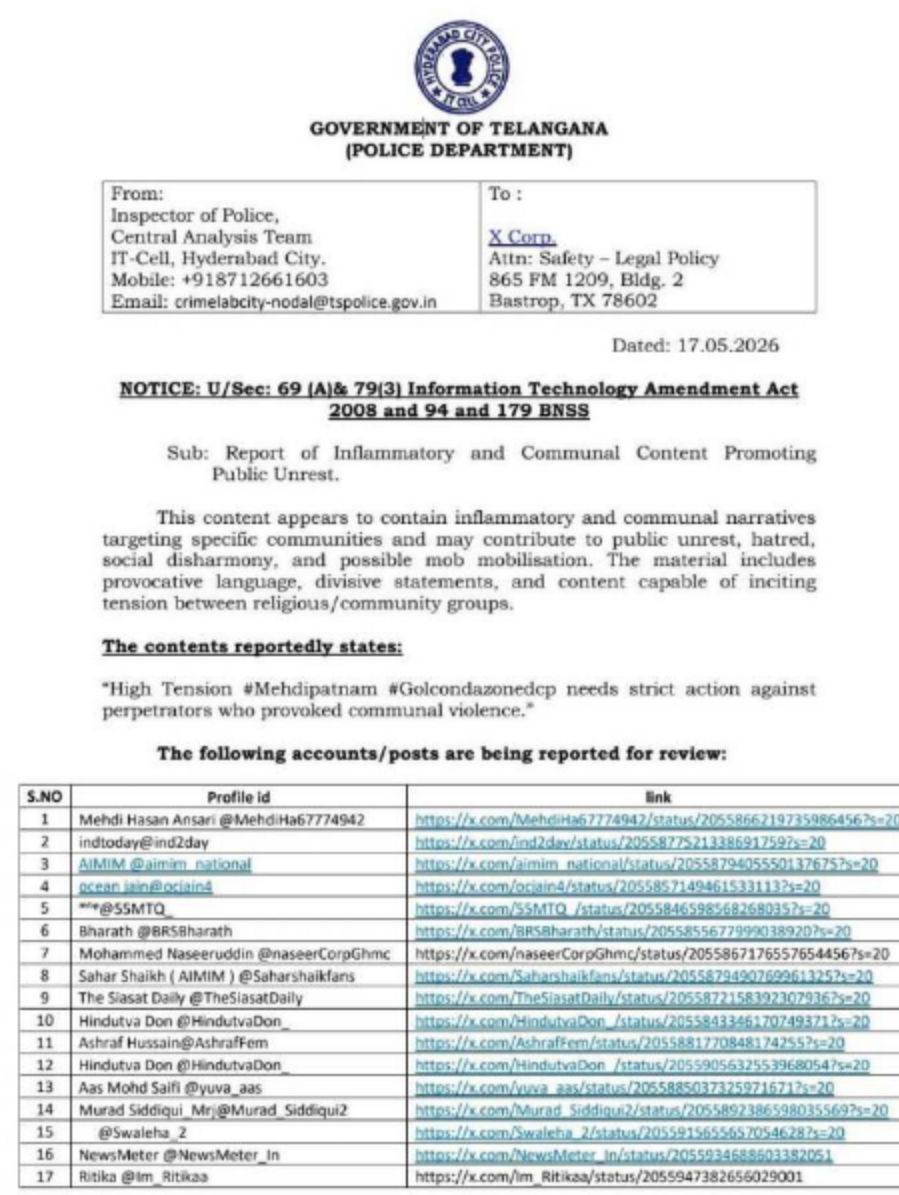 HYDERABAD CITY POLICE
IT CELL
GOVERNMENT OF TELANGANA
(POLICE DEPARTMENT)
From:
Inspector of Police,
Central Analysis Team
IT-Cell, Hyderabad City.
Mobile: +918712661603
Email: crimelabcity-nodal@tspolice.gov.in
To :
X Corp.
Attn: Safety – Legal Policy
865 FM 1209, Bldg. 2
Bastrop, TX 78602
Dated: 17.05.2026
NOTICE: U/Sec: 69 (A)& 79(3) Information Technology Amendment Act
2008 and 94 and 179 BNSS
Sub: Report of Inflammatory and Communal Content Promoting
Public Unrest.
This content appears to contain inflammatory and communal narratives
targeting specific communities and may contribute to public unrest, hatred,
social disharmony, and possible mob mobilisation. The material includes
provocative language, divisive statements, and content capable of inciting
tension between religious/community groups.
The contents reportedly states:
"High Tension #Mehdipatnam #Golcondazonedcp needs strict action against
perpetrators who provoked communal violence."
The following accounts/posts are being reported for review:
S.NO Profile id link
1 Mehdi Hasan Ansari @MehdiHa67774942 https://x.com/MehdiHa67774942/status/2055866219735986456?s=20
2 indtoday@ind2day https://x.com/ind2day/status/2055877521338691759?s=20
3 AIMIM @aimim_national https://x.com/aimim_national/status/2055879405550137675?s=20
4 ocean jain@ocjain4 https://x.com/ocjain4/status/2055857149461533113?s=20
5 @SSMTQ_ https://x.com/SSMTQ_/status/2055846598568268035?s=20
6 Bharath @BRSBharath https://x.com/BRSBharath/status/2055855677999038920?s=20
7 Mohammed Naseeruddin @naseerCorpGhmc https://x.com/naseerCorpGhmc/status/2055867176557654456?s=20
8 Sahar Shaikh ( AIMIM ) @Saharshaikfans https://x.com/Saharshaikfans/status/2055879490769961325?s=20
9 The Siasat Daily @TheSiasatDaily https://x.com/TheSiasatDaily/status/2055872158392307936?s=20
10 Hindutva Don @HindutvaDon_ https://x.com/HindutvaDon_/status/2055843346170749371?s=20
11 Ashraf Hussain@AshrafFem https://x.com/AshrafFem/status/2055881770848174255?s=20
12 Hindutva Don @HindutvaDon_ https://x.com/HindutvaDon_/status/2055905632553968054?s=20
13 Aas Mohd Saifi @yuva_aas https://x.com/yuva_aas/status/2055885037325971671?s=20
14 Murad Siddiqui_Mrj@Murad_Siddiqui2 https://x.com/Murad_Siddiqui2/status/2055892386598035569?s=20
15 @Swaleha_2 https://x.com/Swaleha_2/status/2055915655657054628?s=20
16 NewsMeter @NewsMeter_In https://x.com/NewsMeter_In/status/2055934688603382051
17 Ritika @Im_Ritikaa https://x.com/Im_Ritikaa/status/2055947382656029001